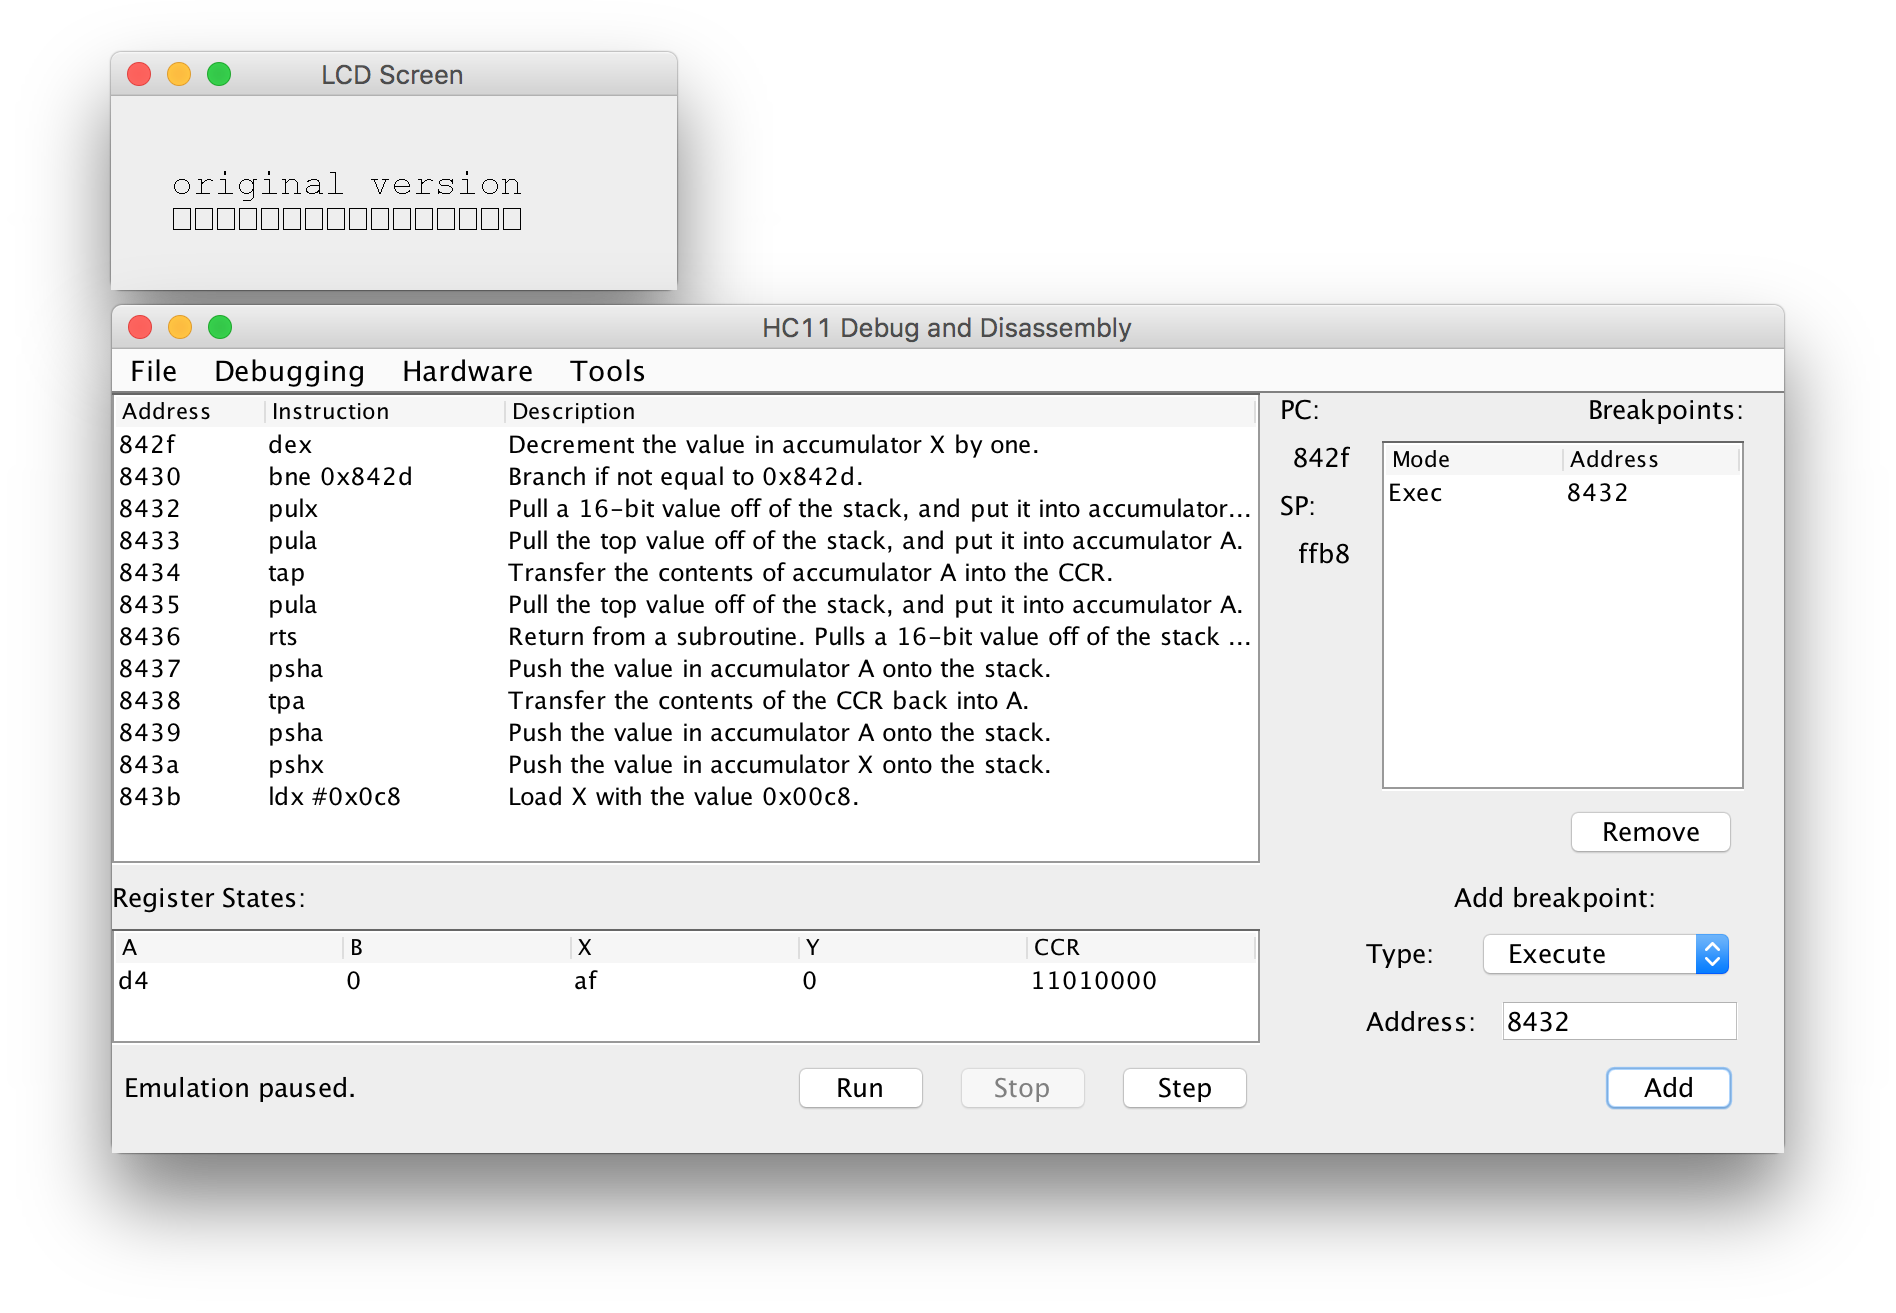 LCD Screen
original version
HC11 Debug and Disassembly
File Debugging Hardware Tools
Address Instruction Description
842f dex Decrement the value in accumulator X by one.
8430 bne 0x842d Branch if not equal to 0x842d.
8432 pulx Pull a 16-bit value off of the stack, and put it into accumulator...
8433 pula Pull the top value off of the stack, and put it into accumulator A.
8434 tap Transfer the contents of accumulator A into the CCR.
8435 pula Pull the top value off of the stack, and put it into accumulator A.
8436 rts Return from a subroutine. Pulls a 16-bit value off of the stack ...
8437 psha Push the value in accumulator A onto the stack.
8438 tpa Transfer the contents of the CCR back into A.
8439 psha Push the value in accumulator A onto the stack.
843a pshx Push the value in accumulator X onto the stack.
843b ldx #0x0c8 Load X with the value 0x00c8.
PC:
842f
SP:
ffb8
Breakpoints:
Mode Address
Exec 8432
Remove
Register States:
A B X Y CCR
d4 0 af 0 11010000
Add breakpoint:
Type: Execute
Address: 8432
Emulation paused. Run Stop Step Add